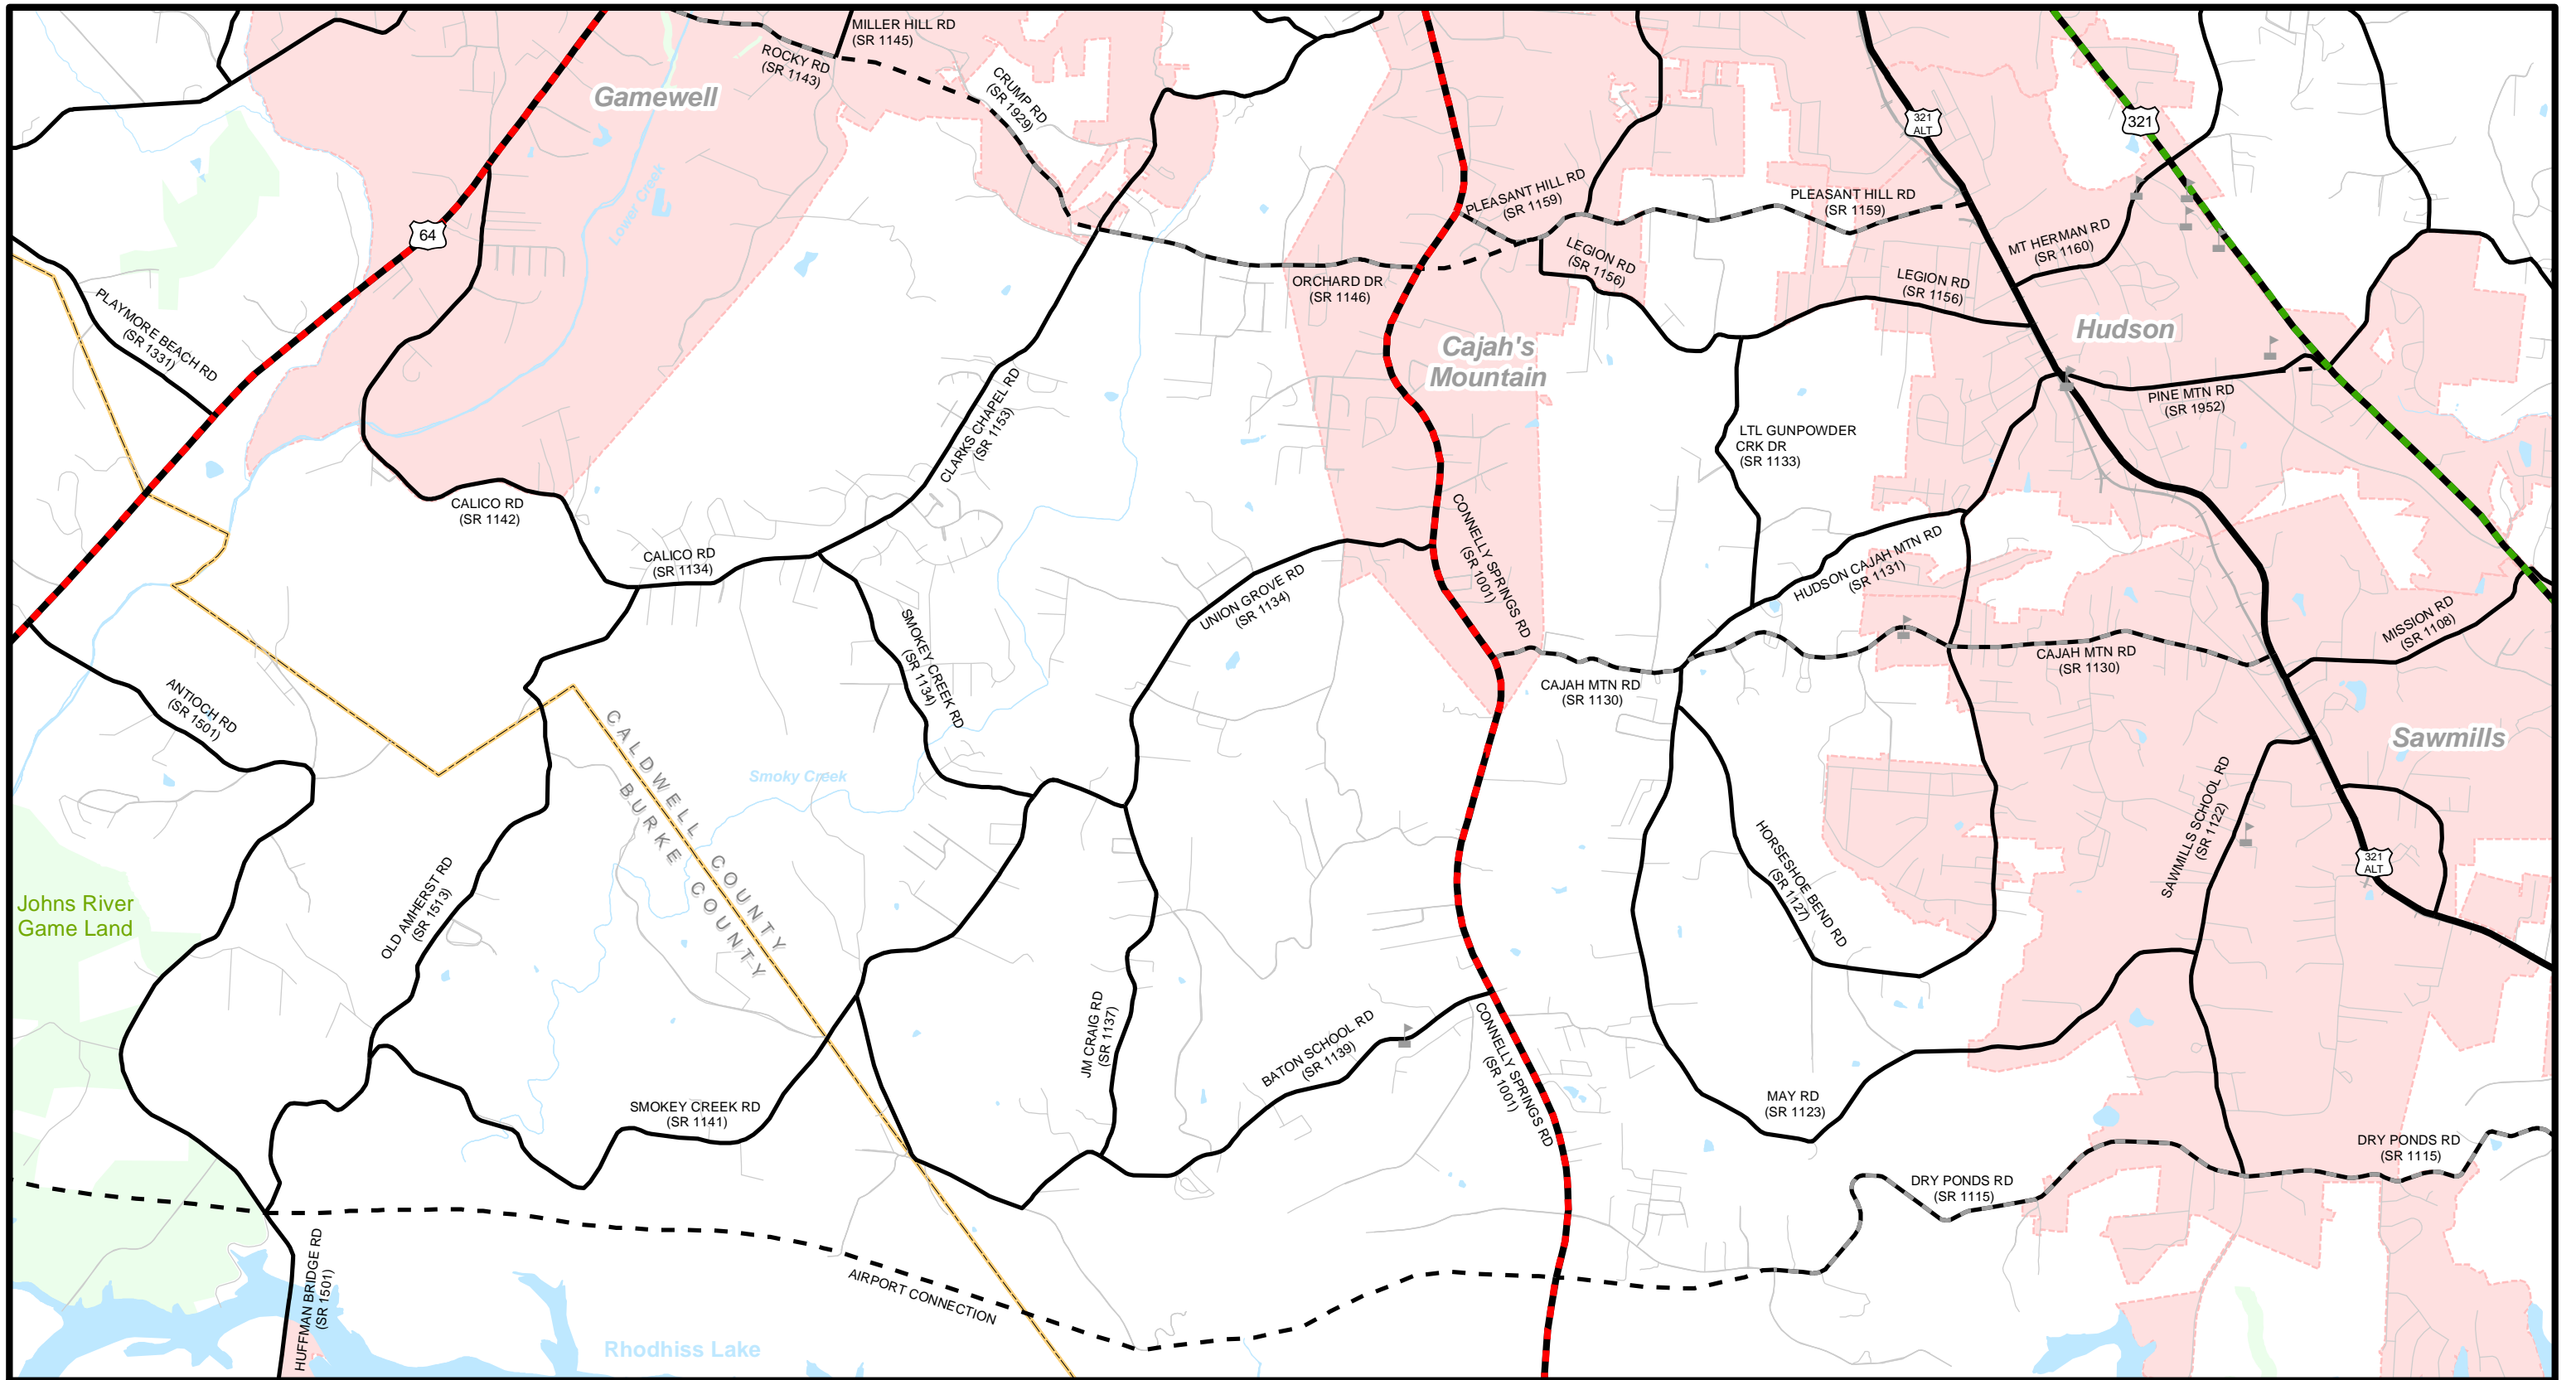 MILLER HILL RD
(SR 1145)
ROCKY RD
(SR 1143)
CRUMP RD
(SR 1929)
Gamewell
Lower Creek
64
321
ALT
321
PLEASANT HILL RD
(SR 1159)
PLEASANT HILL RD
(SR 1159)
MT HERMAN RD
(SR 1160)
LEGION RD
(SR 1156)
LEGION RD
(SR 1156)
ORCHARD DR
(SR 1146)
PLAYMORE BEACH RD
(SR 1331)
Cajah's
Mountain
Hudson
PINE MTN RD
(SR 1952)
CLARKS CHAPEL RD
(SR 1153)
LTL GUNPOWDER
CRK DR
(SR 1133)
CALICO RD
(SR 1142)
CALICO RD
(SR 1134)
CONNELLY SPRINGS RD
(SR 1001)
HUDSON CAJAH MTN RD
(SR 1131)
UNION GROVE RD
(SR 1134)
SMOKEY CREEK RD
(SR 1134)
MISSION RD
(SR 1108)
CAJAH MTN RD
(SR 1130)
CAJAH MTN RD
(SR 1130)
ANTIOCH RD
(SR 1501)
Sawmills
CALDWELL COUNTY
BURKE COUNTY
Smoky Creek
SAWMILLS SCHOOL RD
(SR 1122)
321
ALT
HORSESHOE BEND RD
(SR 1127)
OLD AMHERST RD
(SR 1513)
Johns River
Game Land
JM CRAIG RD
(SR 1137)
BATON SCHOOL RD
(SR 1139)
CONNELLY SPRINGS RD
(SR 1001)
SMOKEY CREEK RD
(SR 1141)
MAY RD
(SR 1123)
DRY PONDS RD
(SR 1115)
DRY PONDS RD
(SR 1115)
HUFFMAN BRIDGE RD
(SR 1501)
AIRPORT CONNECTION
Rhodhiss Lake